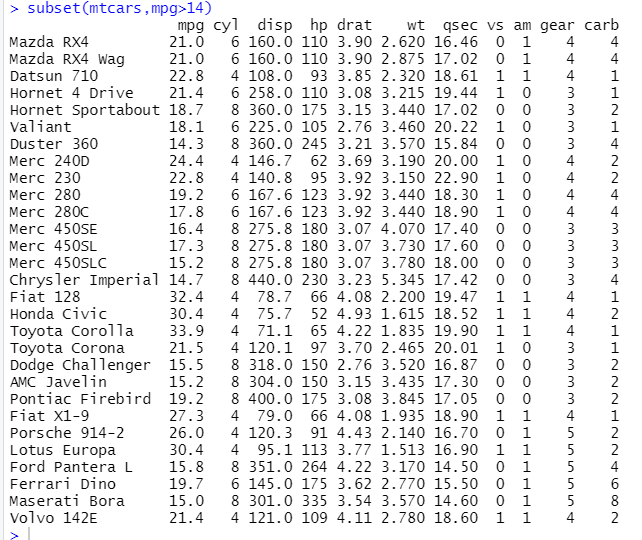 > subset(mtcars,mpg>14)
mpg cyl disp hp drat wt qsec vs am gear carb
Mazda RX4 21.0 6 160.0 110 3.90 2.620 16.46 0 1 4 4
Mazda RX4 Wag 21.0 6 160.0 110 3.90 2.875 17.02 0 1 4 4
Datsun 710 22.8 4 108.0 93 3.85 2.320 18.61 1 1 4 1
Hornet 4 Drive 21.4 6 258.0 110 3.08 3.215 19.44 1 0 3 1
Hornet Sportabout 18.7 8 360.0 175 3.15 3.440 17.02 0 0 3 2
Valiant 18.1 6 225.0 105 2.76 3.460 20.22 1 0 3 1
Duster 360 14.3 8 360.0 245 3.21 3.570 15.84 0 0 3 4
Merc 240D 24.4 4 146.7 62 3.69 3.190 20.00 1 0 4 2
Merc 230 22.8 4 140.8 95 3.92 3.150 22.90 1 0 4 2
Merc 280 19.2 6 167.6 123 3.92 3.440 18.30 1 0 4 4
Merc 280C 17.8 6 167.6 123 3.92 3.440 18.90 1 0 4 4
Merc 450SE 16.4 8 275.8 180 3.07 4.070 17.40 0 0 3 3
Merc 450SL 17.3 8 275.8 180 3.07 3.730 17.60 0 0 3 3
Merc 450SLC 15.2 8 275.8 180 3.07 3.780 18.00 0 0 3 3
Chrysler Imperial 14.7 8 440.0 230 3.23 5.345 17.42 0 0 3 4
Fiat 128 32.4 4 78.7 66 4.08 2.200 19.47 1 1 4 1
Honda Civic 30.4 4 75.7 52 4.93 1.615 18.52 1 1 4 2
Toyota Corolla 33.9 4 71.1 65 4.22 1.835 19.90 1 1 4 1
Toyota Corona 21.5 4 120.1 97 3.70 2.465 20.01 1 0 3 1
Dodge Challenger 15.5 8 318.0 150 2.76 3.520 16.87 0 0 3 2
AMC Javelin 15.2 8 304.0 150 3.15 3.435 17.30 0 0 3 2
Pontiac Firebird 19.2 8 400.0 175 3.08 3.845 17.05 0 0 3 2
Fiat X1-9 27.3 4 79.0 66 4.08 1.935 18.90 1 1 4 1
Porsche 914-2 26.0 4 120.3 91 4.43 2.140 16.70 0 1 5 2
Lotus Europa 30.4 4 95.1 113 3.77 1.513 16.90 1 1 5 2
Ford Pantera L 15.8 8 351.0 264 4.22 3.170 14.50 0 1 5 4
Ferrari Dino 19.7 6 145.0 175 3.62 2.770 15.50 0 1 5 6
Maserati Bora 15.0 8 301.0 335 3.54 3.570 14.60 0 1 5 8
Volvo 142E 21.4 4 121.0 109 4.11 2.780 18.60 1 1 4 2
>